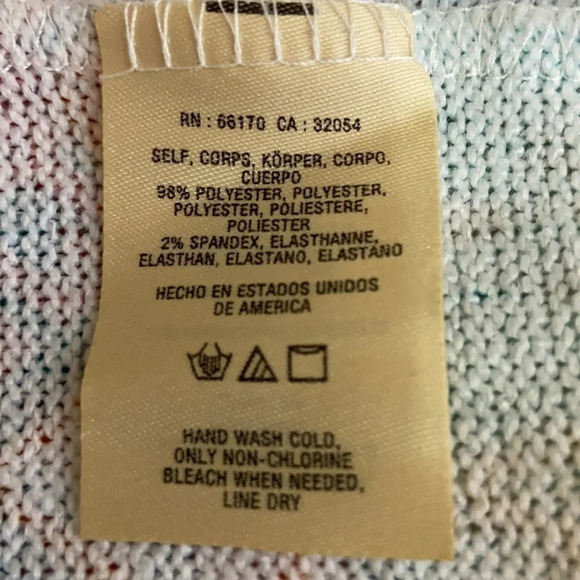 RN : 66170 CA : 32054
SELF, CORPS, KÖRPER, CORPO,
CUERPO
98% POLYESTER, POLYESTER,
POLYESTER, POLIESTERE,
POLIESTER
2% SPANDEX, ELASTHANNE,
ELASTHAN, ELASTANO, ELASTANO
HECHO EN ESTADOS UNIDOS
DE AMERICA
HAND WASH COLD,
ONLY NON-CHLORINE
BLEACH WHEN NEEDED,
LINE DRY